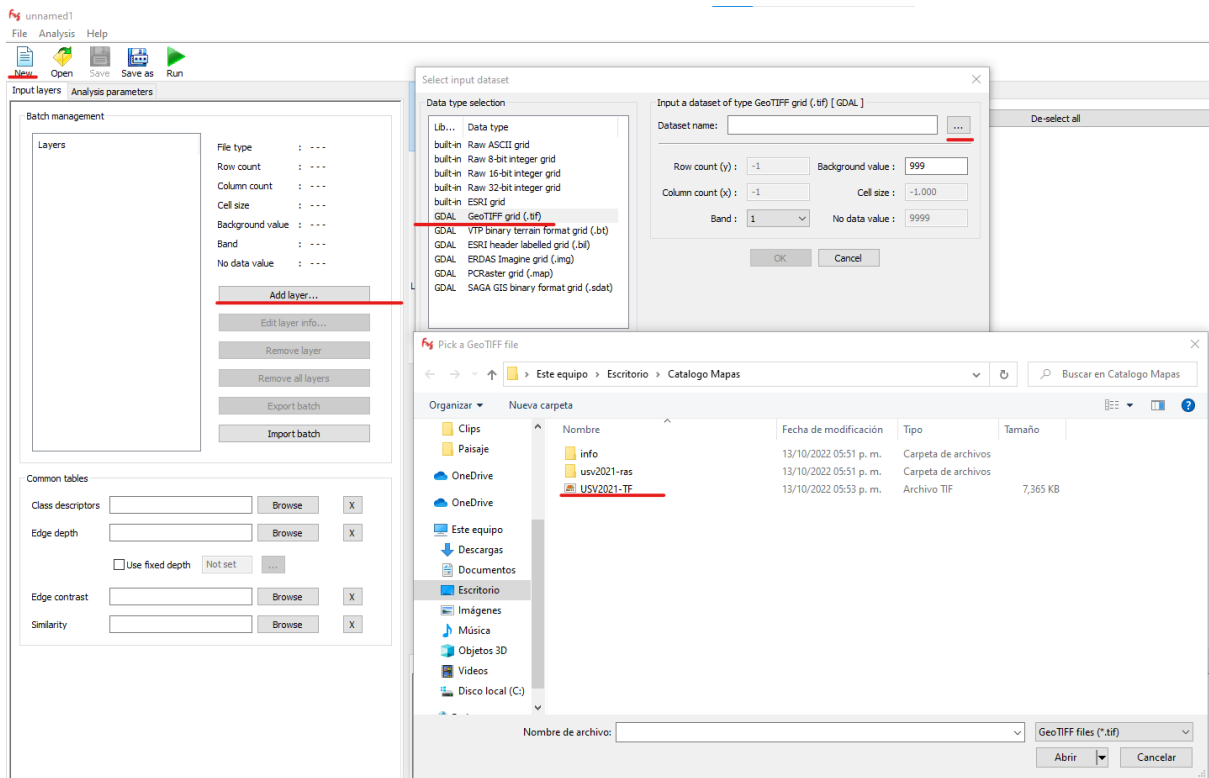 unnamed1
File Analysis Help
New Open Save Save as Run
Input layers Analysis parameters
Batch management
Layers
File type : ---
Row count : ---
Column count : ---
Cell size : ---
Background value : ---
Band : ---
No data value : ---
Add layer...
Edit layer info...
Remove layer
Remove all layers
Export batch
Import batch
Common tables
Class descriptors Browse X
Edge depth Browse X
Use fixed depth Not set ...
Edge contrast Browse X
Similarity Browse X
Select input dataset
Data type selection
Lib... Data type
built-in Raw ASCII grid
built-in Raw 8-bit integer grid
built-in Raw 16-bit integer grid
built-in Raw 32-bit integer grid
built-in ESRI grid
GDAL GeoTIFF grid (.tif)
GDAL VTP binary terrain format grid (.bt)
GDAL ESRI header labelled grid (.bil)
GDAL ERDAS Imagine grid (.img)
GDAL PCRaster grid (.map)
GDAL SAGA GIS binary format grid (.sdat)
Input a dataset of type GeoTIFF grid (.tif) [ GDAL ]
Dataset name: ...
Row count (y) : -1 Background value : 999
Column count (x) : -1 Cell size : -1.000
Band : 1 No data value : 9999
OK Cancel
De-select all
Pick a GeoTIFF file
Este equipo > Escritorio > Catalogo Mapas
Buscar en Catalogo Mapas
Organizar Nueva carpeta
Clips
Paisaje
OneDrive
OneDrive
Este equipo
Descargas
Documentos
Escritorio
Imágenes
Música
Objetos 3D
Videos
Disco local (C:)
Nombre Fecha de modificación Tipo Tamaño
info 13/10/2022 05:51 p. m. Carpeta de archivos
usv2021-ras 13/10/2022 05:51 p. m. Carpeta de archivos
USV2021-TF 13/10/2022 05:53 p. m. Archivo TIF 7,365 KB
Nombre de archivo: GeoTIFF files (*.tif)
Abrir Cancelar